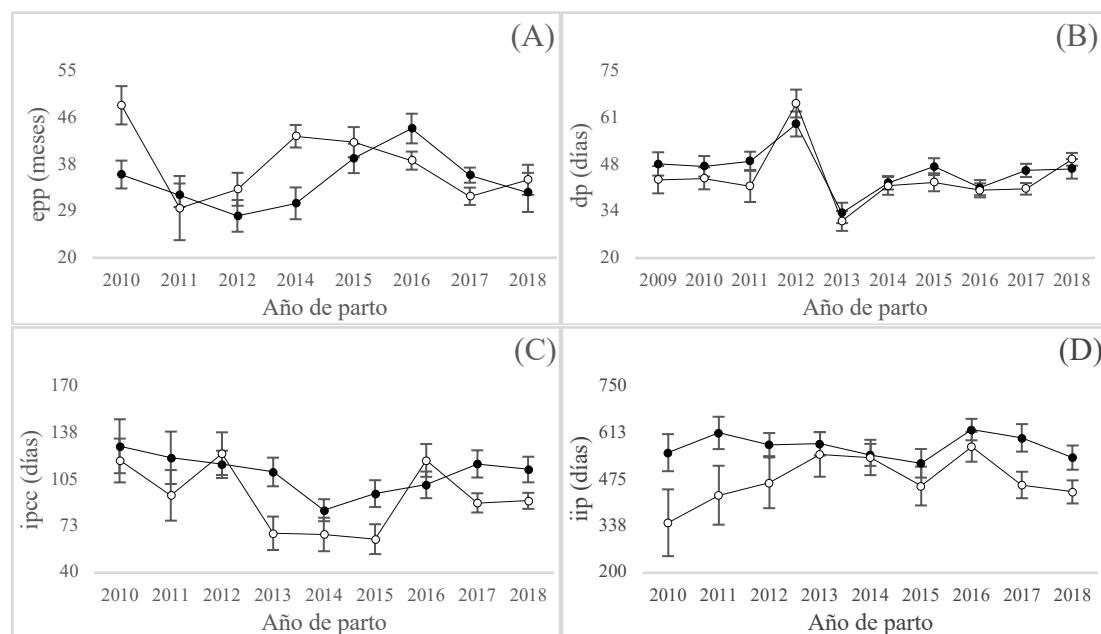 (A)
55
46
38
29
20
epp (meses)
2010 2011 2012 2014 2015 2016 2017 2018
Año de parto
(B)
75
61
48
34
20
dp (días)
2009 2010 2011 2012 2013 2014 2015 2016 2017 2018
Año de parto
(C)
170
138
105
73
40
ipcc (días)
2010 2011 2012 2013 2014 2015 2016 2017 2018
Año de parto
(D)
750
613
475
338
200
iip (días)
2010 2011 2012 2013 2014 2015 2016 2017 2018
Año de parto